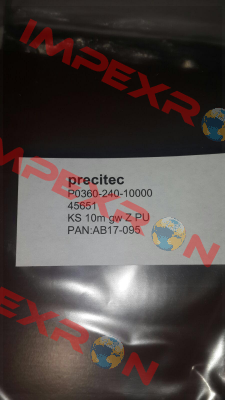 IMPEXRON
precitec
P0360-240-10000
45651
KS 10m gw Z PU
PAN:AB17-095
IMPEXRON
IMPEXRON